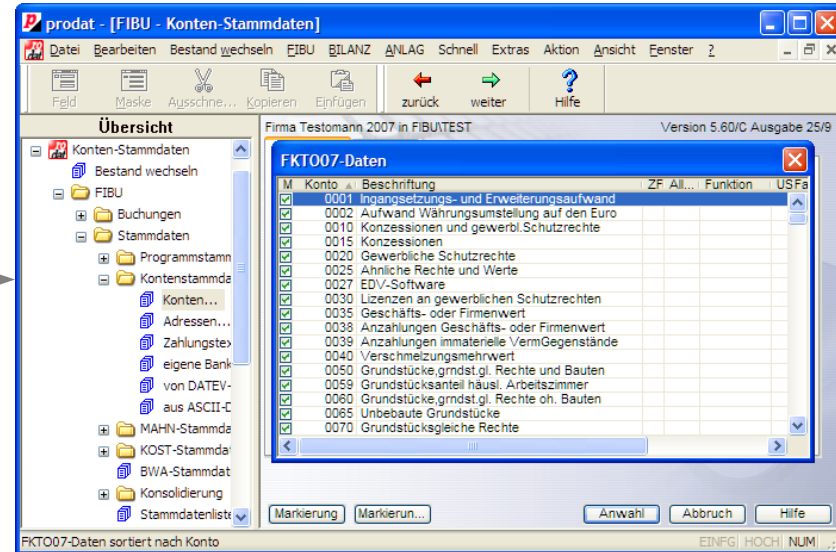 prodat - [FIBU - Konten-Stammdaten]
Datei Bearbeiten Bestand wechseln FIBU BILANZ ANLAG Schnell Extras Aktion Ansicht Fenster ?
Feld Maske Ausschne... Kopieren Einfügen zurück weiter Hilfe
Übersicht
Konten-Stammdaten
Bestand wechseln
FIBU
Buchungen
Stammdaten
Programmstamm
Kontenstammda
Konten...
Adressen...
Zahlungstex
eigene Bank
von DATEV-
aus ASCII-D
MAHN-Stammda
KOST-Stammdat
BWA-Stammdat
Konsolidierung
Stammdatenliste
Firma Testomann 2007 in FIBU\TEST Version 5.60/C Ausgabe 25/9
FKTO07-Daten
M Konto Beschriftung ZF All... Funktion US Fa
0001 Ingangsetzungs- und Erweiterungsaufwand
0002 Aufwand Währungsumstellung auf den Euro
0010 Konzessionen und gewerbl.Schutzrechte
0015 Konzessionen
0020 Gewerbliche Schutzrechte
0025 Ähnliche Rechte und Werte
0027 EDV-Software
0030 Lizenzen an gewerblichen Schutzrechten
0035 Geschäfts- oder Firmenwert
0038 Anzahlungen Geschäfts- oder Firmenwert
0039 Anzahlungen immaterielle VermGegenstände
0040 Verschmelzungsmehrwert
0050 Grundstücke,grndst.gl. Rechte und Bauten
0059 Grundstücksanteil häusl. Arbeitszimmer
0060 Grundstücke,grndst.gl. Rechte oh. Bauten
0065 Unbebaute Grundstücke
0070 Grundstücksgleiche Rechte
Markierung Markierun... Anwahl Abbruch Hilfe
FKTO07-Daten sortiert nach Konto EINFG HOCH NUM